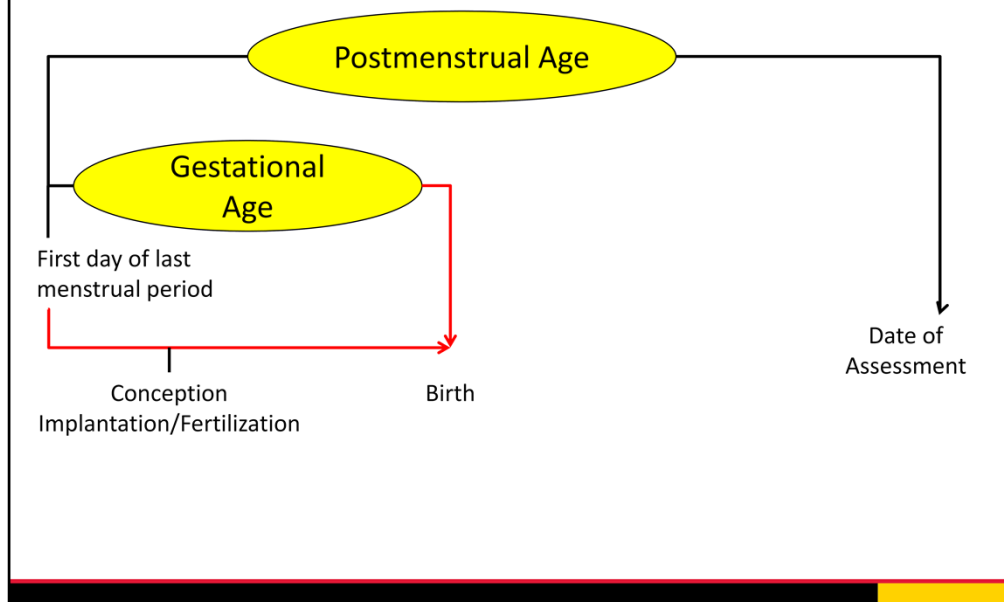 Postmenstrual Age
Gestational
Age
First day of last
menstrual period
Date of
Assessment
Conception
Implantation/Fertilization
Birth